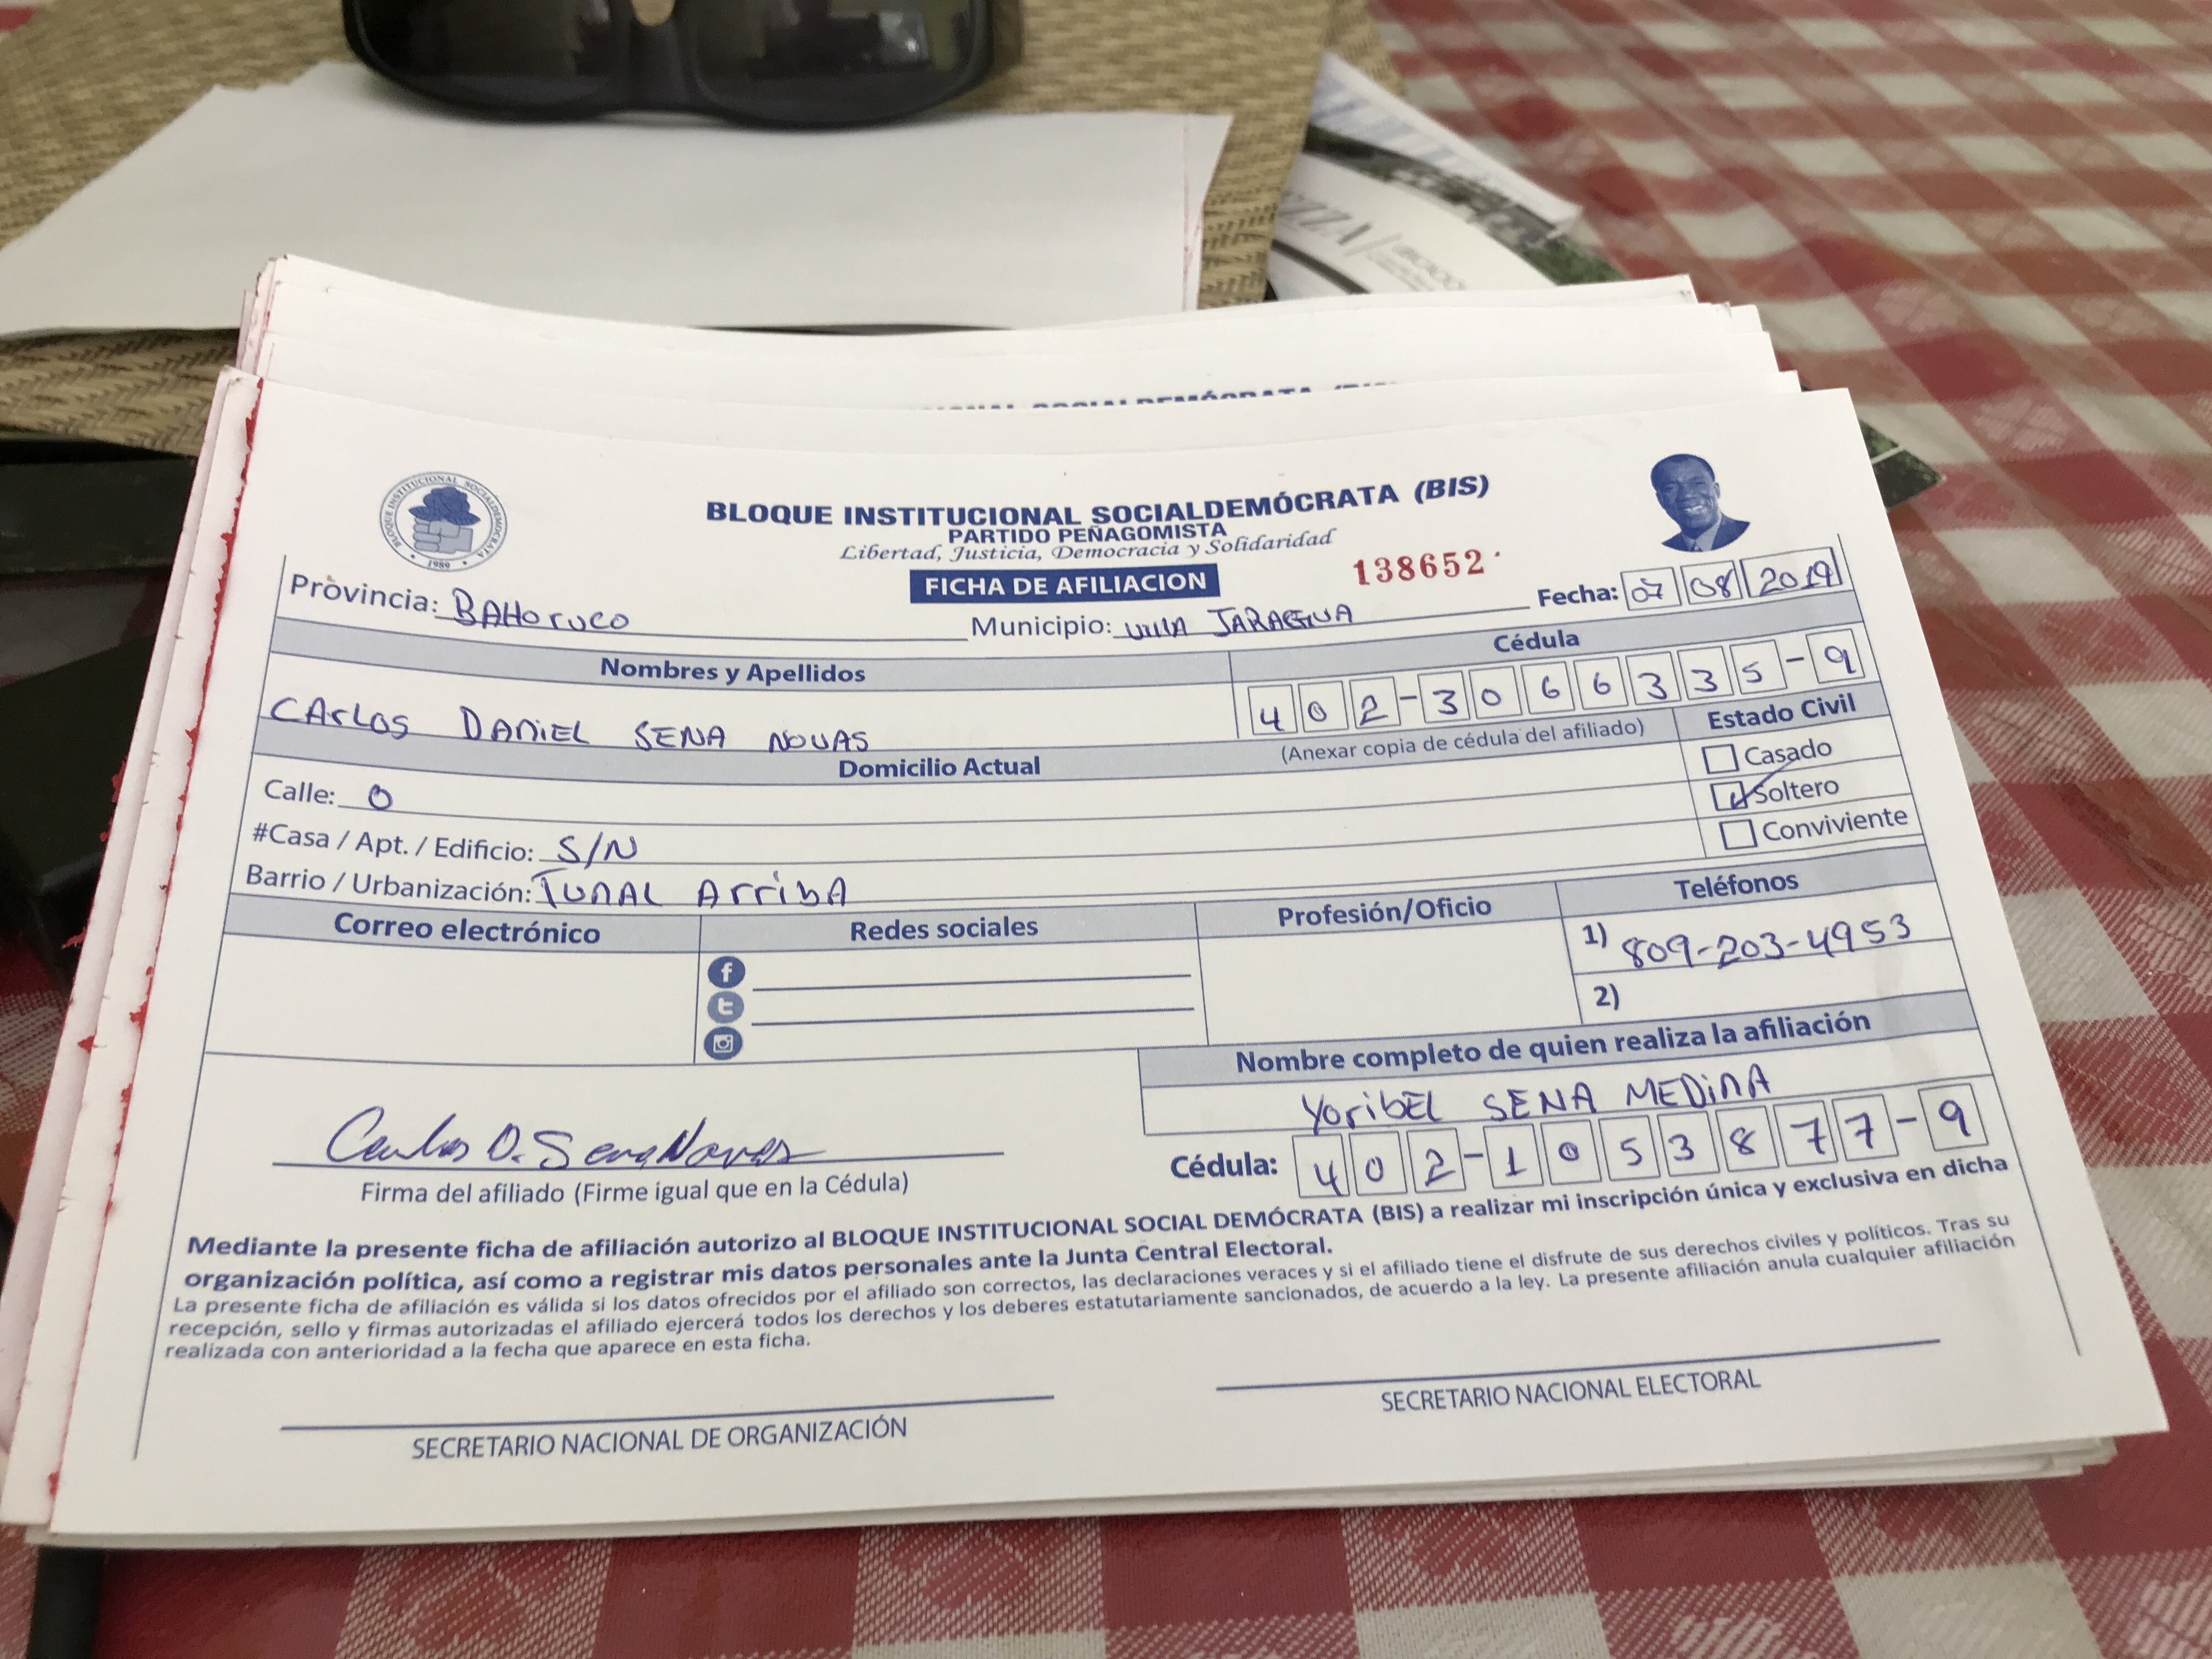 NAL SOCIALDEMÓCRATA (BIS)
BLOQUE INSTITUCIONAL SOCIALDEMÓCRATA
1989
BLOQUE INSTITUCIONAL SOCIALDEMÓCRATA (BIS)
PARTIDO PEÑAGOMISTA
Libertad, Justicia, Democracia y Solidaridad
FICHA DE AFILIACION
138652
Fecha: 07 08 2019
Provincia: BAHoruco Municipio: VILLA JARAGUA
Nombres y Apellidos Cédula
CArLos DANiEL SENA NOVAS 402-3066335-9
(Anexar copia de cédula del afiliado) Estado Civil
Domicilio Actual
Casado
Calle: 0
Soltero
#Casa / Apt. / Edificio: S/N
Conviviente
Barrio / Urbanización: TUNAL ArribA
Correo electrónico Redes sociales Profesión/Oficio Teléfonos
1) 809-203-4953
2)
Nombre completo de quien realiza la afiliación
YoribEL SENA MEDiNA
Cédula: 402-1053877-9
Carlos D. Sena Novas
Firma del afiliado (Firme igual que en la Cédula)
Mediante la presente ficha de afiliación autorizo al BLOQUE INSTITUCIONAL SOCIAL DEMÓCRATA (BIS) a realizar mi inscripción única y exclusiva en dicha
organización política, así como a registrar mis datos personales ante la Junta Central Electoral.
La presente ficha de afiliación es válida si los datos ofrecidos por el afiliado son correctos, las declaraciones veraces y si el afiliado tiene el disfrute de sus derechos civiles y políticos. Tras su
recepción, sello y firmas autorizadas el afiliado ejercerá todos los derechos y los deberes estatutariamente sancionados, de acuerdo a la ley. La presente afiliación anula cualquier afiliación
realizada con anterioridad a la fecha que aparece en esta ficha.
SECRETARIO NACIONAL DE ORGANIZACIÓN
SECRETARIO NACIONAL ELECTORAL